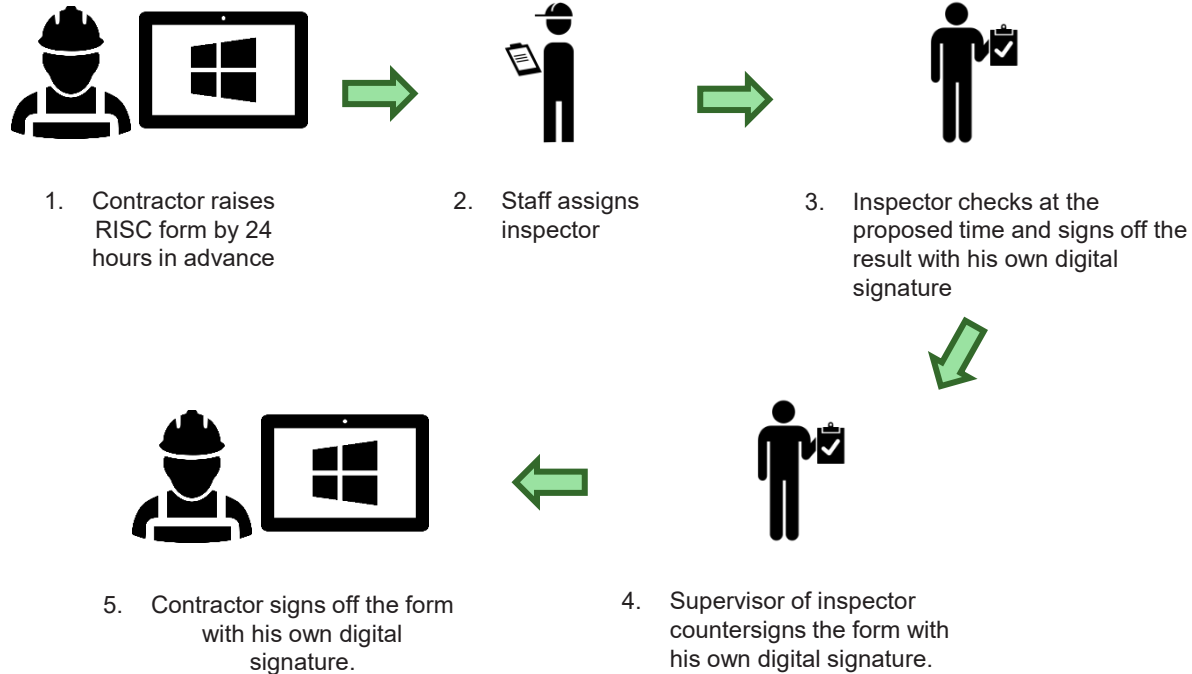 1. Contractor raises
RISC form by 24
hours in advance
2. Staff assigns
inspector
3. Inspector checks at the
proposed time and signs off the
result with his own digital
signature
4. Supervisor of inspector
countersigns the form with
his own digital signature.
5. Contractor signs off the form
with his own digital
signature.